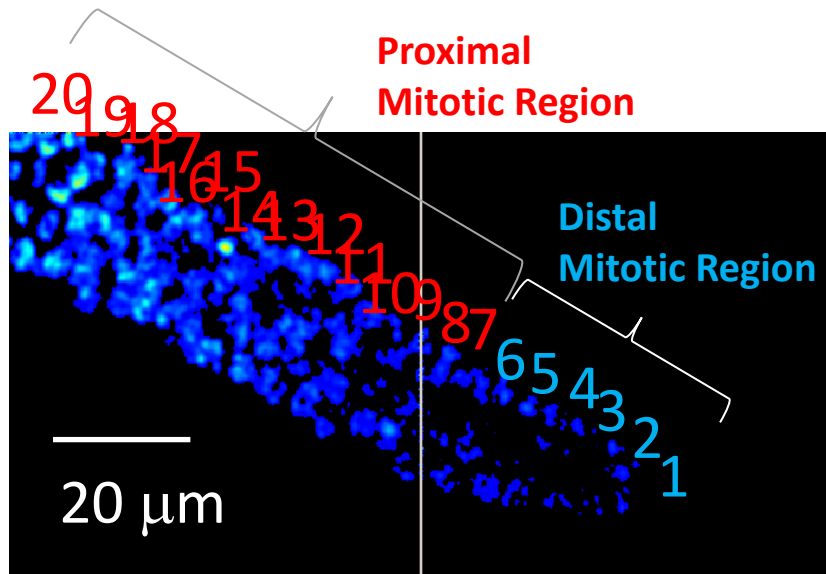 Proximal
Mitotic Region
20 19 18 17 16 15 14 13 12 11 10 9 8 7
Distal
Mitotic Region
6 5 4 3 2 1
20 μm